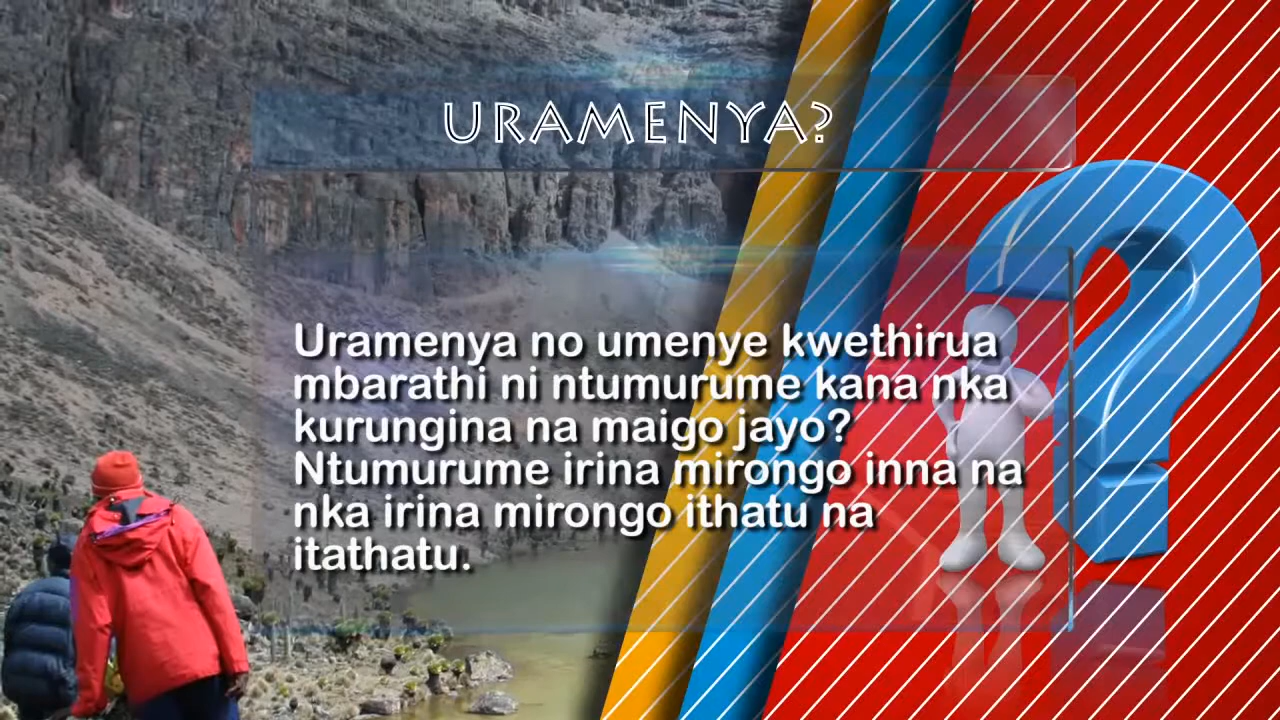 URAMENYA?
Uramenya no umenye kwethirua
mbarathi ni ntumurume kana nka
kurungina na maigo jayo?
Ntumurume irina mirongo inna na
nka irina mirongo ithatu na
itathatu.